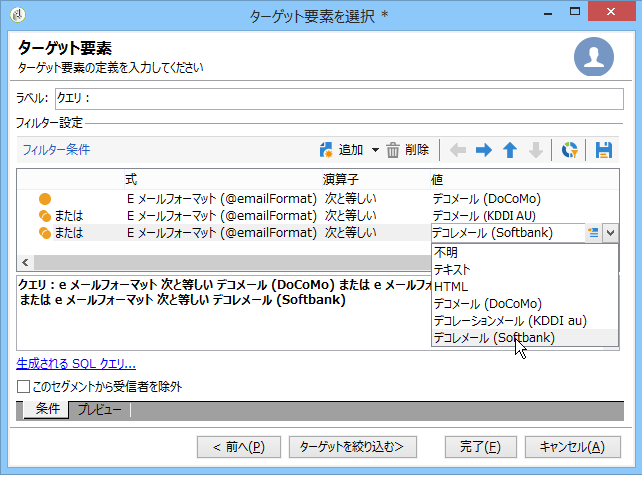 ターゲット要素を選択 *
ターゲット要素
ターゲット要素の定義を入力してください
ラベル: クエリ :
フィルター設定
フィルター条件 追加 削除
式 演算子 値
E メールフォーマット (@emailFormat) 次と等しい デコメール (DoCoMo)
または E メールフォーマット (@emailFormat) 次と等しい デコメール (KDDI AU)
または E メールフォーマット (@emailFormat) 次と等しい デコレメール (Softbank)
不明
テキスト
HTML
デコメール (DoCoMo)
デコレーションメール (KDDI au)
デコレメール (Softbank)
クエリ : e メールフォーマット 次と等しい デコメール (DoCoMo) または e メールフォ
または e メールフォーマット 次と等しい デコレメール (Softbank)
生成される SQL クエリ...
このセグメントから受信者を除外
条件 プレビュー
< 前へ(P) ターゲットを絞り込む> 完了(F) キャンセル(A)